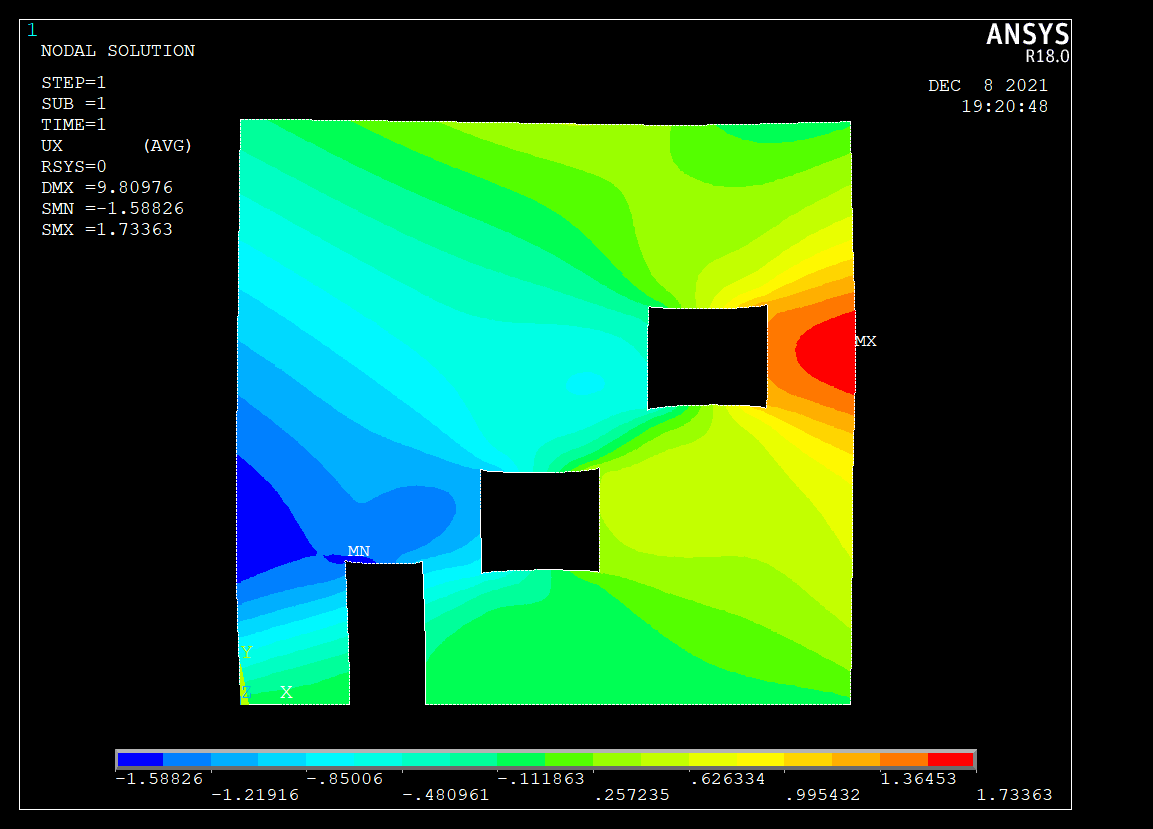 1
ANSYS
R18.0
NODAL SOLUTION
DEC 8 2021
19:20:48
STEP=1
SUB =1
TIME=1
UX (AVG)
RSYS=0
DMX =9.80976
SMN =-1.58826
SMX =1.73363
MX
MN
Y
Z X
-1.58826 -.85006 -.111863 .626334 1.36453
-1.21916 -.480961 .257235 .995432 1.73363